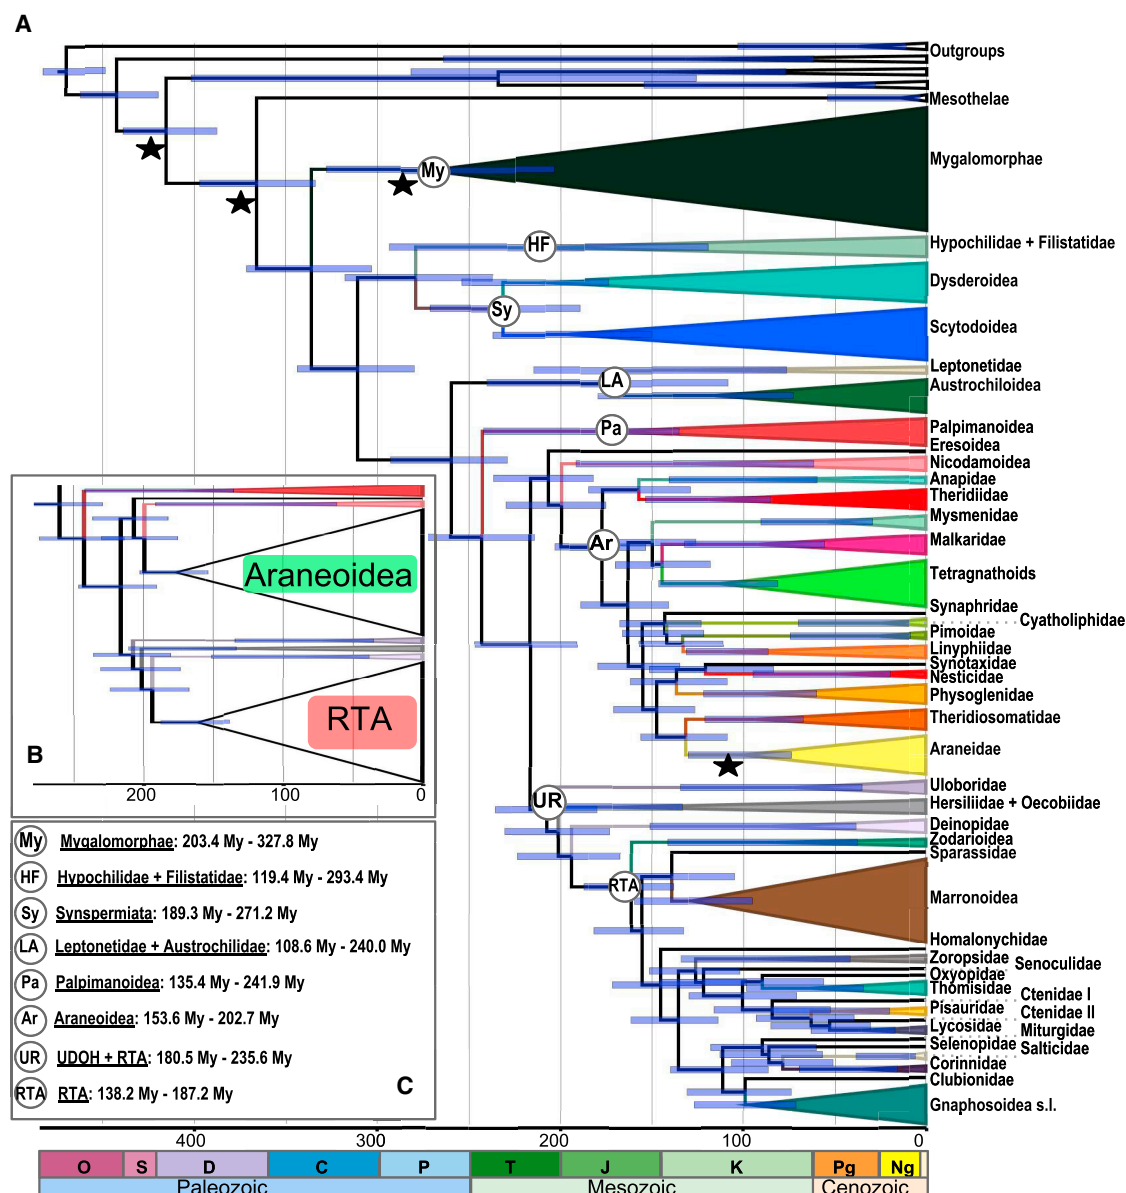 A
Outgroups
Mesothelae
Mygalomorphae
My
Hypochilidae + Filistatidae
HF
Dysderoidea
Sy
Scytodoidea
Leptonetidae
LA
Austrochiloidea
Palpimanoidea
Pa
Eresoidea
Nicodamoidea
Anapidae
Theridiidae
Mysmenidae
Ar
Malkaridae
Tetragnathoids
Synaphridae
Cyatholiphidae
Pimoidae
Linyphiidae
Synotaxidae
Nesticidae
Physoglenidae
Theridiosomatidae
Araneidae
Uloboridae
UR
Hersiliidae + Oecobiidae
Deinopidae
Zodarioidea
Sparassidae
RTA
Marronoidea
Homalonychidae
Zoropsidae
Senoculidae
Oxyopidae
Thomisidae
Ctenidae I
Pisauridae
Ctenidae II
Lycosidae
Miturgidae
Selenopidae
Salticidae
Corinnidae
Clubionidae
Gnaphosoidea s.l.
Araneoidea
RTA
B
200 100 0
My Mygalomorphae: 203.4 My - 327.8 My
HF Hypochilidae + Filistatidae: 119.4 My - 293.4 My
Sy Synspermiata: 189.3 My - 271.2 My
LA Leptonetidae + Austrochilidae: 108.6 My - 240.0 My
Pa Palpimanoidea: 135.4 My - 241.9 My
Ar Araneoidea: 153.6 My - 202.7 My
UR UDOH + RTA: 180.5 My - 235.6 My
RTA RTA: 138.2 My - 187.2 My
C
400 300 200 100 0
O S D C P T J K Pg Ng
Paleozoic Mesozoic Cenozoic